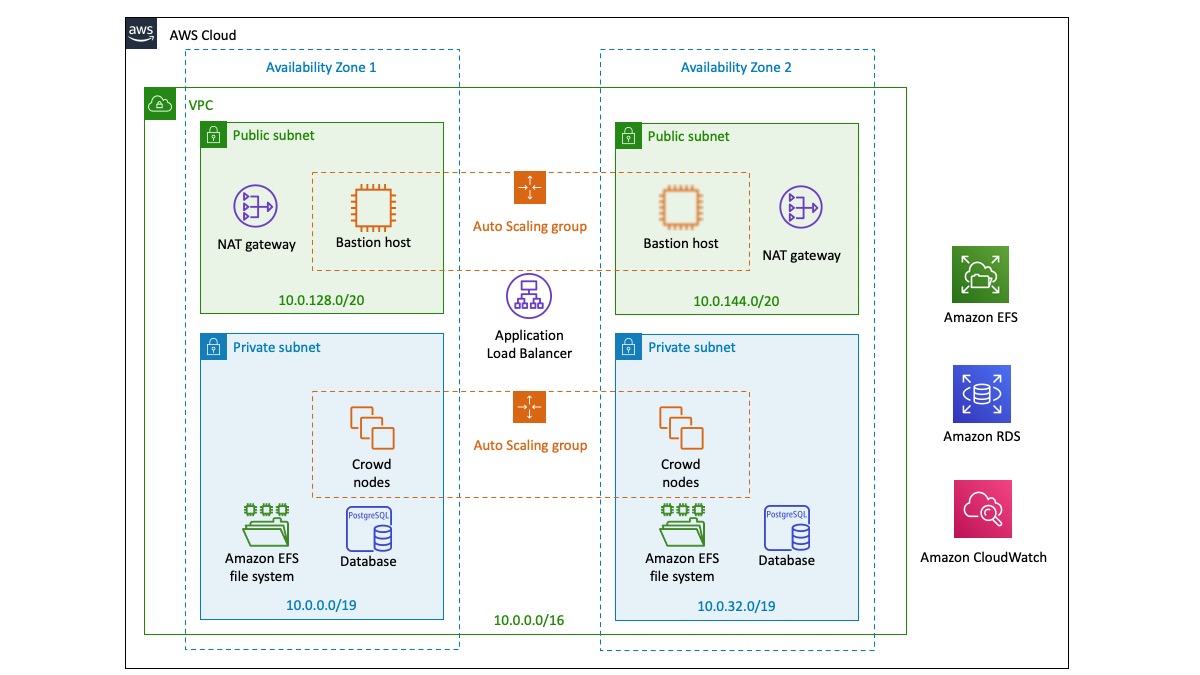 aws
AWS Cloud
Availability Zone 1
Availability Zone 2
VPC
Public subnet
NAT gateway
Bastion host
10.0.128.0/20
Auto Scaling group
Public subnet
Bastion host
NAT gateway
10.0.144.0/20
Application
Load Balancer
Private subnet
Crowd
nodes
Amazon EFS
file system
PostgreSQL
Database
10.0.0.0/19
Auto Scaling group
Private subnet
Crowd
nodes
Amazon EFS
file system
PostgreSQL
Database
10.0.32.0/19
10.0.0.0/16
Amazon EFS
Amazon RDS
Amazon CloudWatch